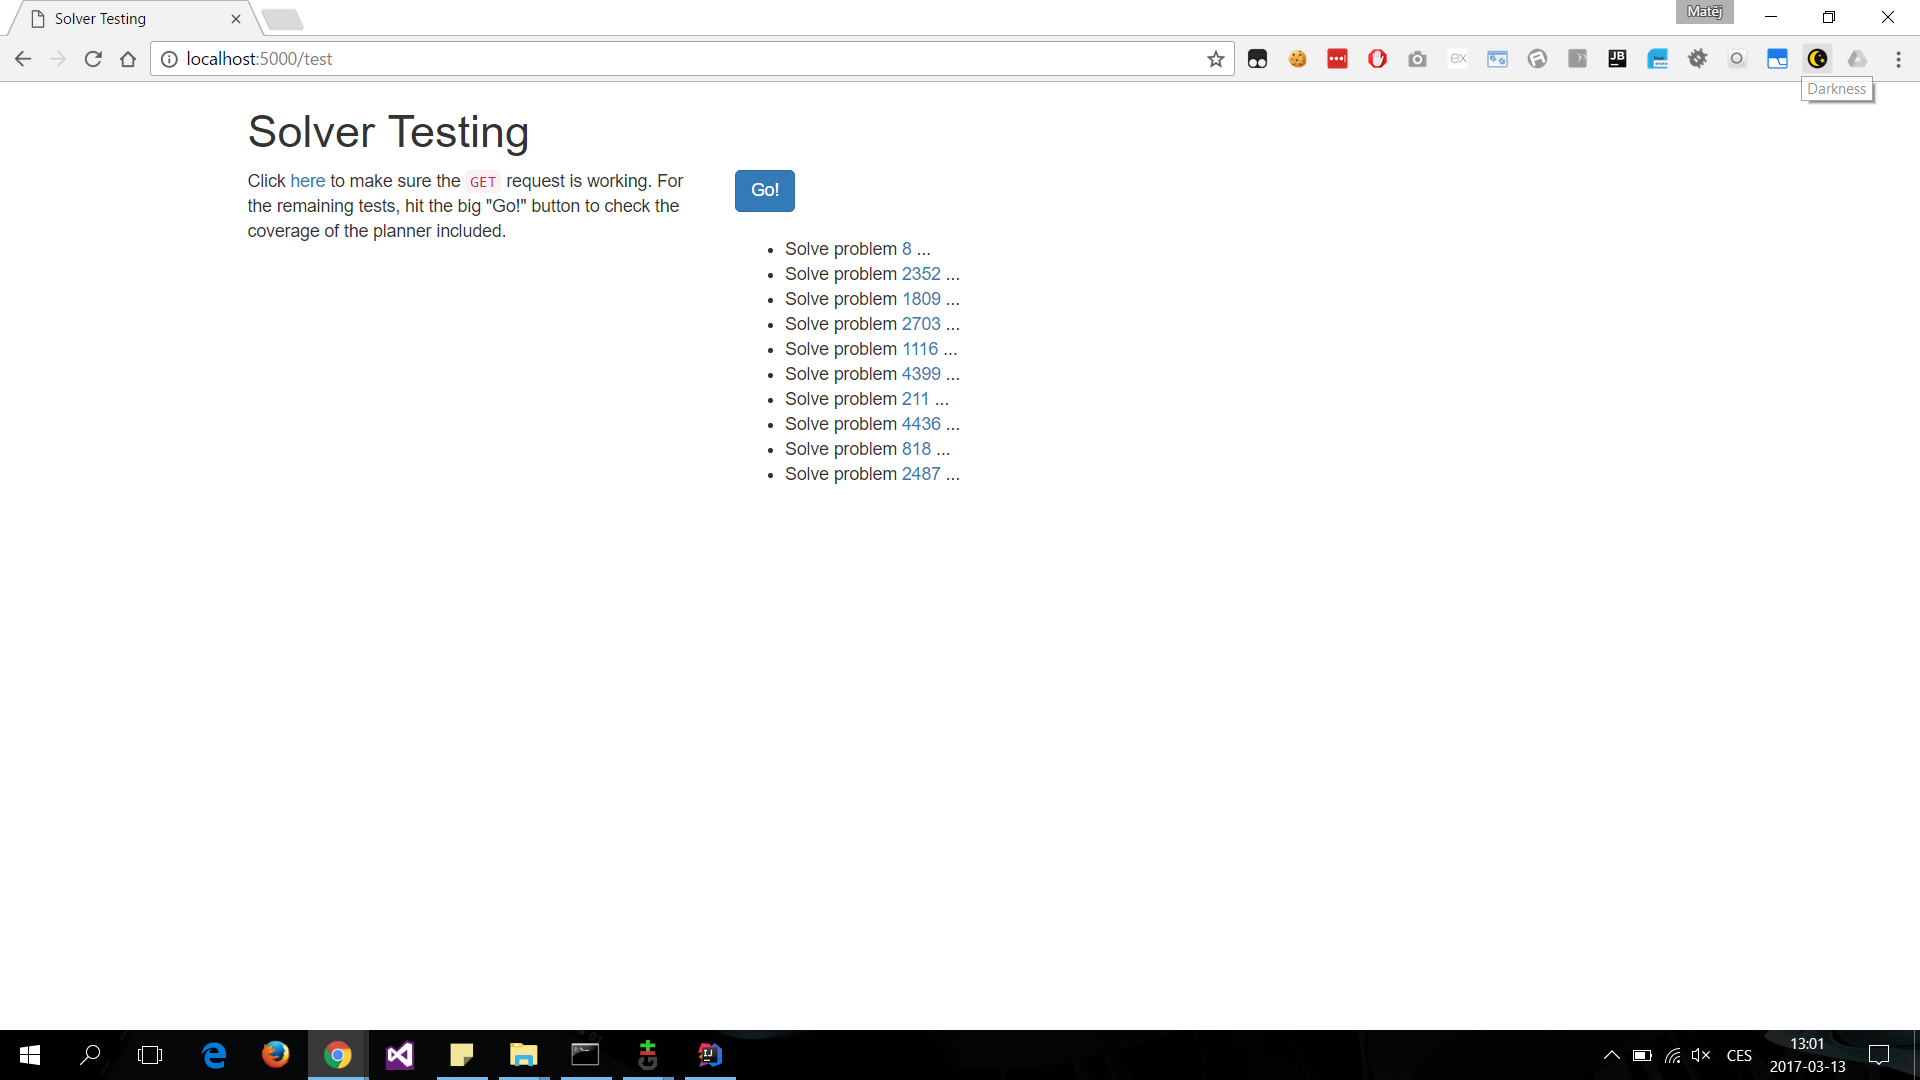 Solver Testing
Matěj
localhost:5000/test
ex
JB
Darkness
Solver Testing
Click here to make sure the GET request is working. For
the remaining tests, hit the big "Go!" button to check the
coverage of the planner included.
Go!
Solve problem 8 ...
Solve problem 2352 ...
Solve problem 1809 ...
Solve problem 2703 ...
Solve problem 1116 ...
Solve problem 4399 ...
Solve problem 211 ...
Solve problem 4436 ...
Solve problem 818 ...
Solve problem 2487 ...
IJ
CES
13:01
2017-03-13